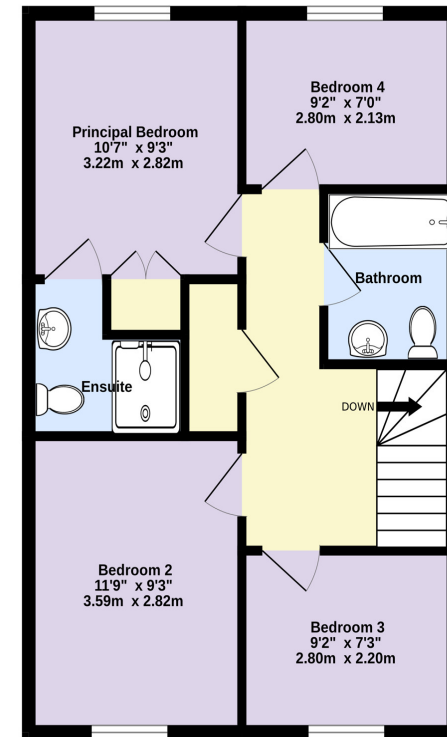 Bedroom 4
9'2" x 7'0"
2.80m x 2.13m
Principal Bedroom
10'7" x 9'3"
3.22m x 2.82m
Bathroom
Ensuite
DOWN
Bedroom 2
11'9" x 9'3"
3.59m x 2.82m
Bedroom 3
9'2" x 7'3"
2.80m x 2.20m